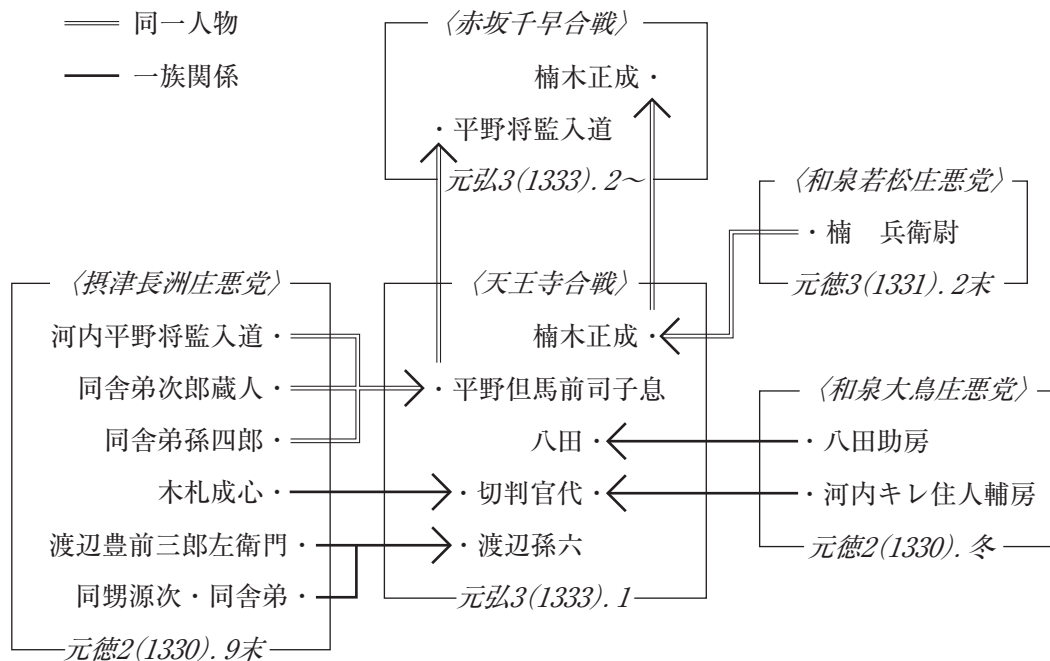 同一人物
一族関係
〈赤坂千早合戦〉
楠木正成・
・平野将監入道
元弘3(1333). 2〜
〈和泉若松庄悪党〉
・楠　兵衛尉
元徳3(1331). 2末
〈摂津長洲庄悪党〉
河内平野将監入道・
同舎弟次郎蔵人・
同舎弟孫四郎・
木札成心・
渡辺豊前三郎左衛門・
同甥源次・同舎弟・
元徳2(1330). 9末
〈天王寺合戦〉
楠木正成・
・平野但馬前司子息
八田・
・切判官代・
・渡辺孫六
元弘3(1333). 1
〈和泉大鳥庄悪党〉
・八田助房
・河内キレ住人輔房
元徳2(1330). 冬